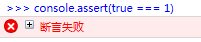 >>> console.assert(true === 1)
断言失败